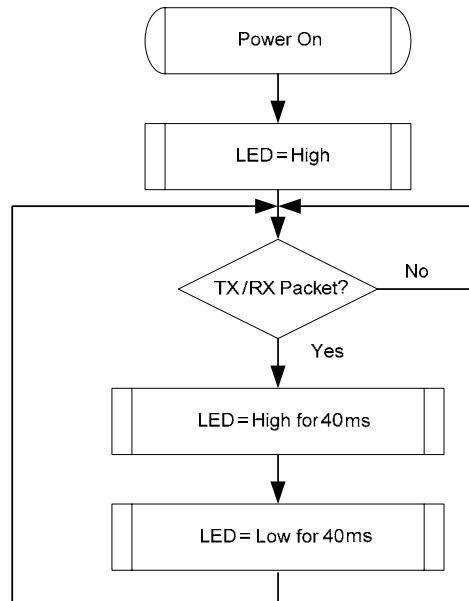 Power On
LED = High
TX/RX Packet?
No
Yes
LED = High for 40ms
LED = Low for 40ms